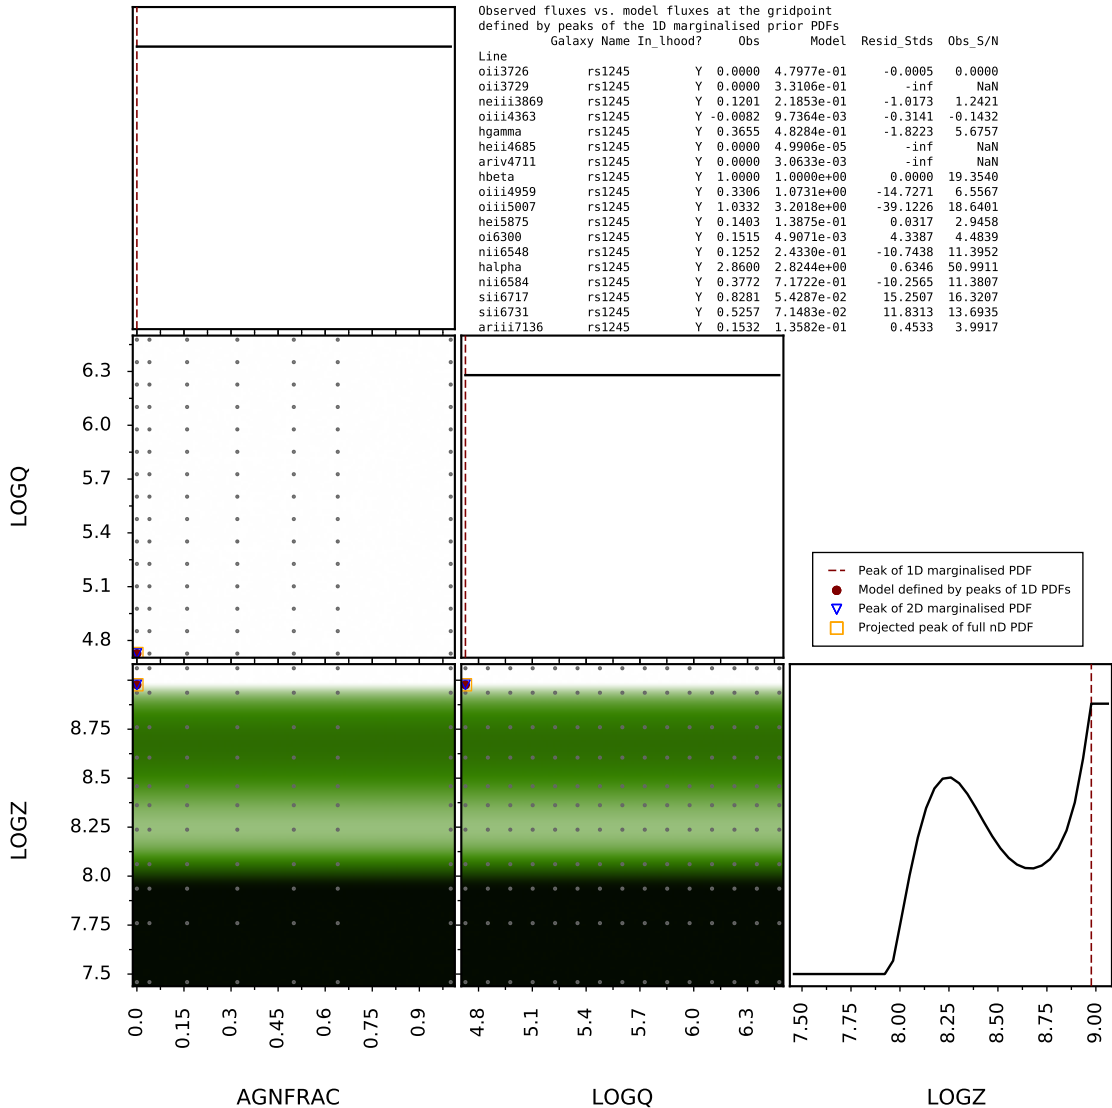 Observed fluxes vs. model fluxes at the gridpoint
defined by peaks of the 1D marginalised prior PDFs
Galaxy Name In_lhood? Obs Model Resid_Stds Obs_S/N
Line
oii3726 rs1245 Y 0.0000 4.7977e-01 -0.0005 0.0000
oii3729 rs1245 Y 0.0000 3.3106e-01 -inf NaN
neiii3869 rs1245 Y 0.1201 2.1853e-01 -1.0173 1.2421
oiii4363 rs1245 Y -0.0082 9.7364e-03 -0.3141 -0.1432
hgamma rs1245 Y 0.3655 4.8284e-01 -1.8223 5.6757
heii4685 rs1245 Y 0.0000 4.9906e-05 -inf NaN
ariv4711 rs1245 Y 0.0000 3.0633e-03 -inf NaN
hbeta rs1245 Y 1.0000 1.0000e+00 0.0000 19.3540
oiii4959 rs1245 Y 0.3306 1.0731e+00 -14.7271 6.5567
oiii5007 rs1245 Y 1.0332 3.2018e+00 -39.1226 18.6401
hei5875 rs1245 Y 0.1403 1.3875e-01 0.0317 2.9458
oi6300 rs1245 Y 0.1515 4.9071e-03 4.3387 4.4839
nii6548 rs1245 Y 0.1252 2.4330e-01 -10.7438 11.3952
halpha rs1245 Y 2.8600 2.8244e+00 0.6346 50.9911
nii6584 rs1245 Y 0.3772 7.1722e-01 -10.2565 11.3807
sii6717 rs1245 Y 0.8281 5.4287e-02 15.2507 16.3207
sii6731 rs1245 Y 0.5257 7.1483e-02 11.8313 13.6935
ariii7136 rs1245 Y 0.1532 1.3582e-01 0.4533 3.9917
6.3
6.0
5.7
5.4
5.1
4.8
LOGQ
Peak of 1D marginalised PDF
Model defined by peaks of 1D PDFs
Peak of 2D marginalised PDF
Projected peak of full nD PDF
8.75
8.5
8.25
8.0
7.75
7.5
LOGZ
0.0 0.15 0.3 0.45 0.6 0.75 0.9
4.8 5.1 5.4 5.7 6.0 6.3
7.50 7.75 8.00 8.25 8.50 8.75 9.00
AGNFRAC
LOGQ
LOGZ